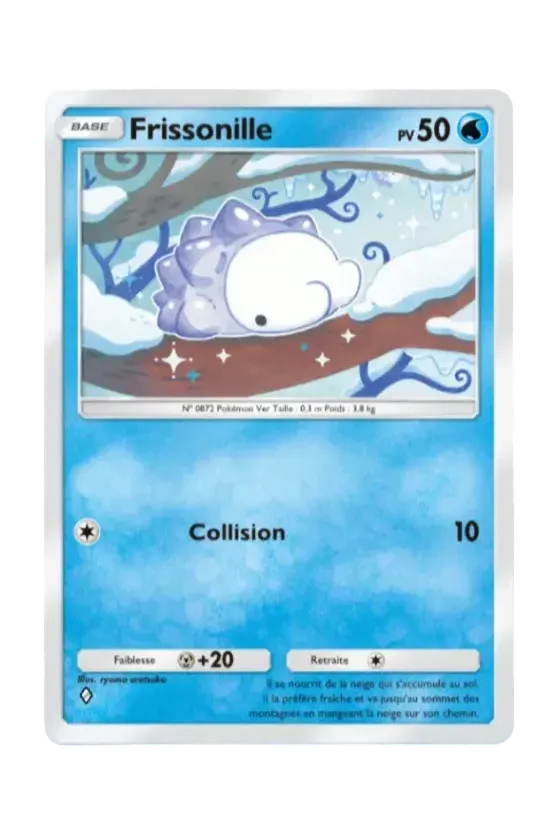 BASE Frissonille PV 50
N° 0872 Pokémon Ver Taille : 0.3 m Poids : 3.8 kg
Collision 10
Faiblesse +20 Retraite
Illus. ryoma uratsuka
Il se nourrit de la neige qui s'accumule au sol.
Il la préfère fraîche et va jusqu'au sommet des
montagnes en mangeant la neige sur son chemin.